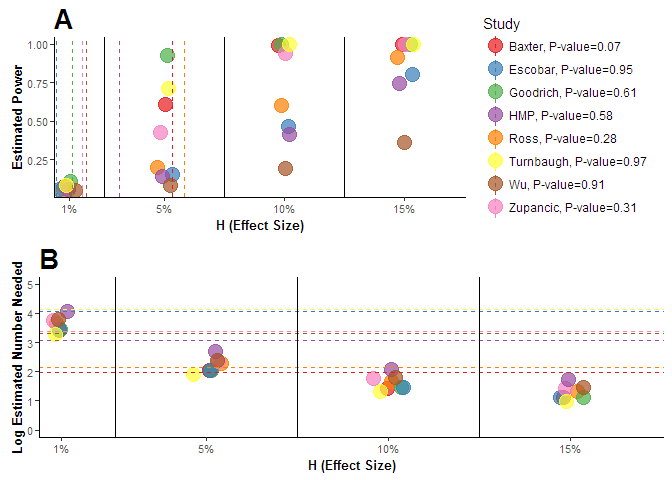 A
Estimated Power
1.00
0.75
0.50
0.25
1%
5%
10%
15%
H (Effect Size)
Study
Baxter, P-value=0.07
Escobar, P-value=0.95
Goodrich, P-value=0.61
HMP, P-value=0.58
Ross, P-value=0.28
Turnbaugh, P-value=0.97
Wu, P-value=0.91
Zupancic, P-value=0.31
B
Log Estimated Number Needed
5
4
3
2
1
0
1%
5%
10%
15%
H (Effect Size)